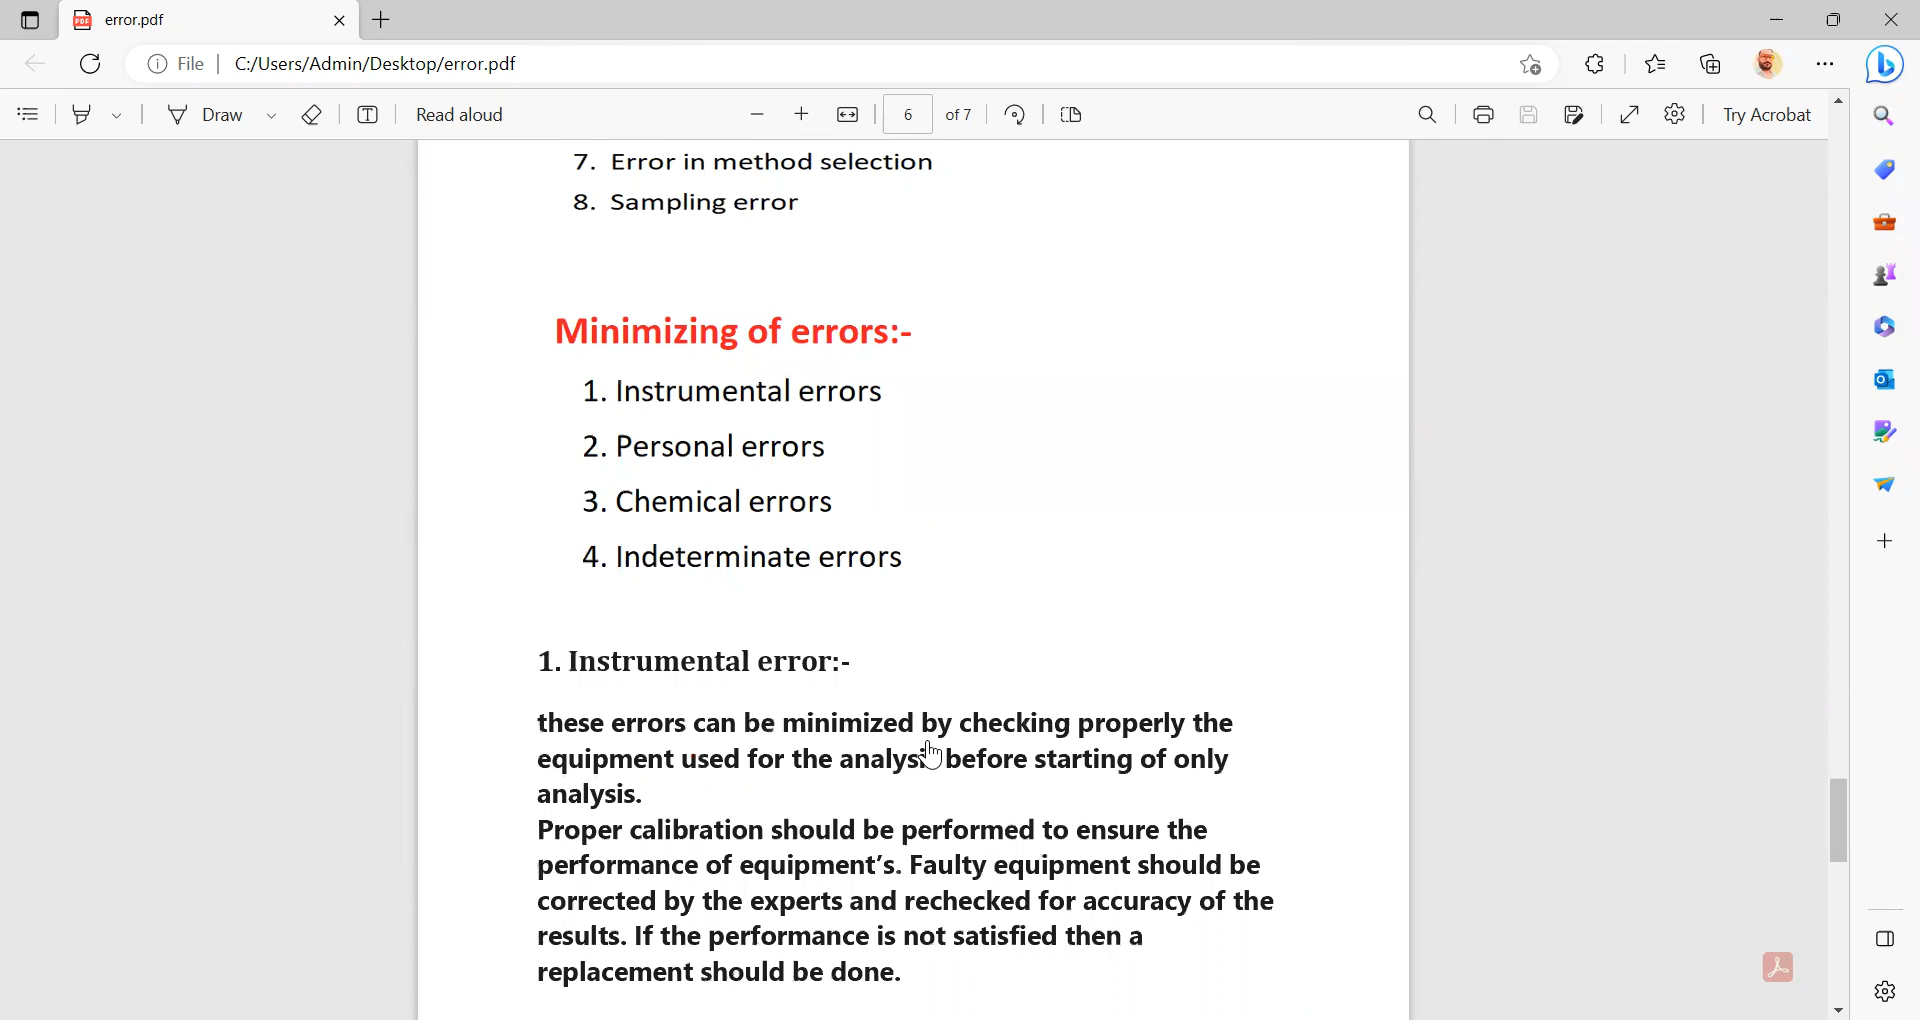 error.pdf
File
C:/Users/Admin/Desktop/error.pdf
Draw
Read aloud
6 of 7
Try Acrobat
7. Error in method selection
8. Sampling error
Minimizing of errors:-
1. Instrumental errors
2. Personal errors
3. Chemical errors
4. Indeterminate errors
1. Instrumental error:-
these errors can be minimized by checking properly the
equipment used for the analysis before starting of only
analysis.
Proper calibration should be performed to ensure the
performance of equipment's. Faulty equipment should be
corrected by the experts and rechecked for accuracy of the
results. If the performance is not satisfied then a
replacement should be done.